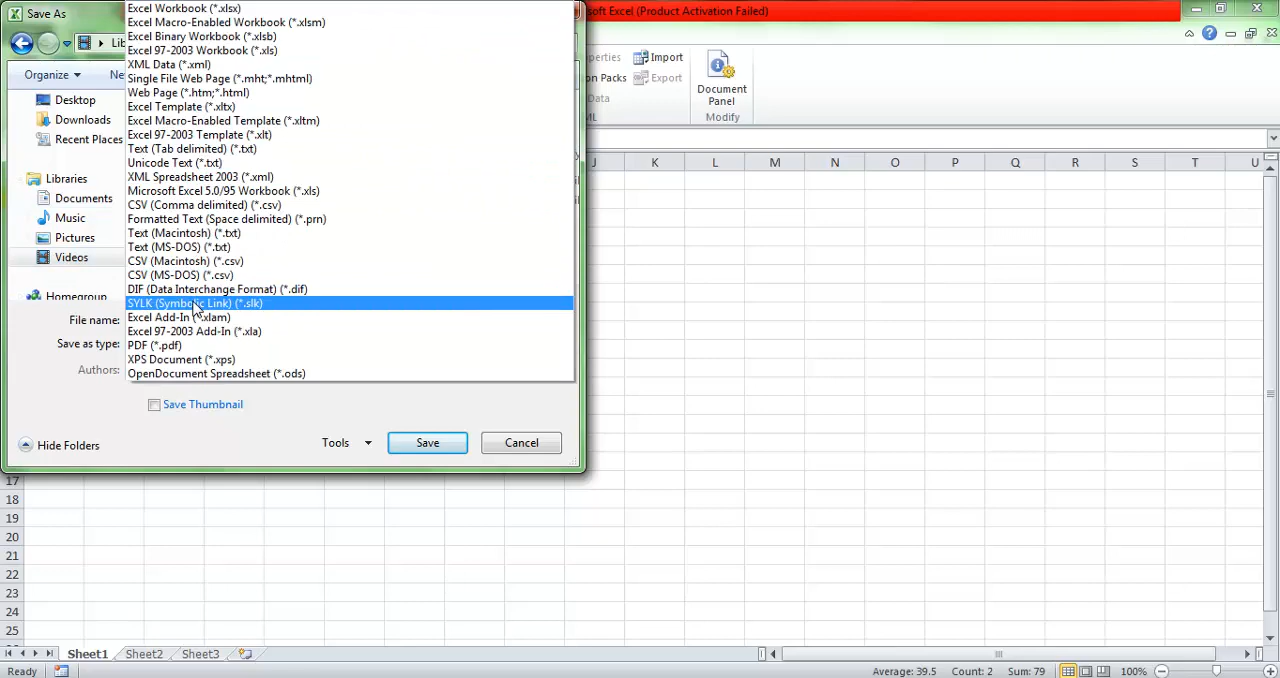 Save As
soft Excel (Product Activation Failed)
Excel Workbook (*.xlsx)
Excel Macro-Enabled Workbook (*.xlsm)
Excel Binary Workbook (*.xlsb)
Excel 97-2003 Workbook (*.xls)
XML Data (*.xml)
Single File Web Page (*.mht;*.mhtml)
Web Page (*.htm;*.html)
Excel Template (*.xltx)
Excel Macro-Enabled Template (*.xltm)
Excel 97-2003 Template (*.xlt)
Text (Tab delimited) (*.txt)
Unicode Text (*.txt)
XML Spreadsheet 2003 (*.xml)
Microsoft Excel 5.0/95 Workbook (*.xls)
CSV (Comma delimited) (*.csv)
Formatted Text (Space delimited) (*.prn)
Text (Macintosh) (*.txt)
Text (MS-DOS) (*.txt)
CSV (Macintosh) (*.csv)
CSV (MS-DOS) (*.csv)
DIF (Data Interchange Format) (*.dif)
SYLK (Symbolic Link) (*.slk)
Excel Add-In (*.xlam)
Excel 97-2003 Add-In (*.xla)
PDF (*.pdf)
XPS Document (*.xps)
OpenDocument Spreadsheet (*.ods)
Lib
Organize
Ne
Desktop
Downloads
Recent Places
Libraries
Documents
Music
Pictures
Videos
Homegroup
File name:
Save as type:
Authors:
Save Thumbnail
Hide Folders
Tools
Save
Cancel
perties
Import
on Packs
Export
Data
ML
Document
Panel
Modify
J K L M N O P Q R S T U
17
18
19
20
21
22
23
24
25
Sheet1 Sheet2 Sheet3
Ready
Average: 39.5 Count: 2 Sum: 79 100%